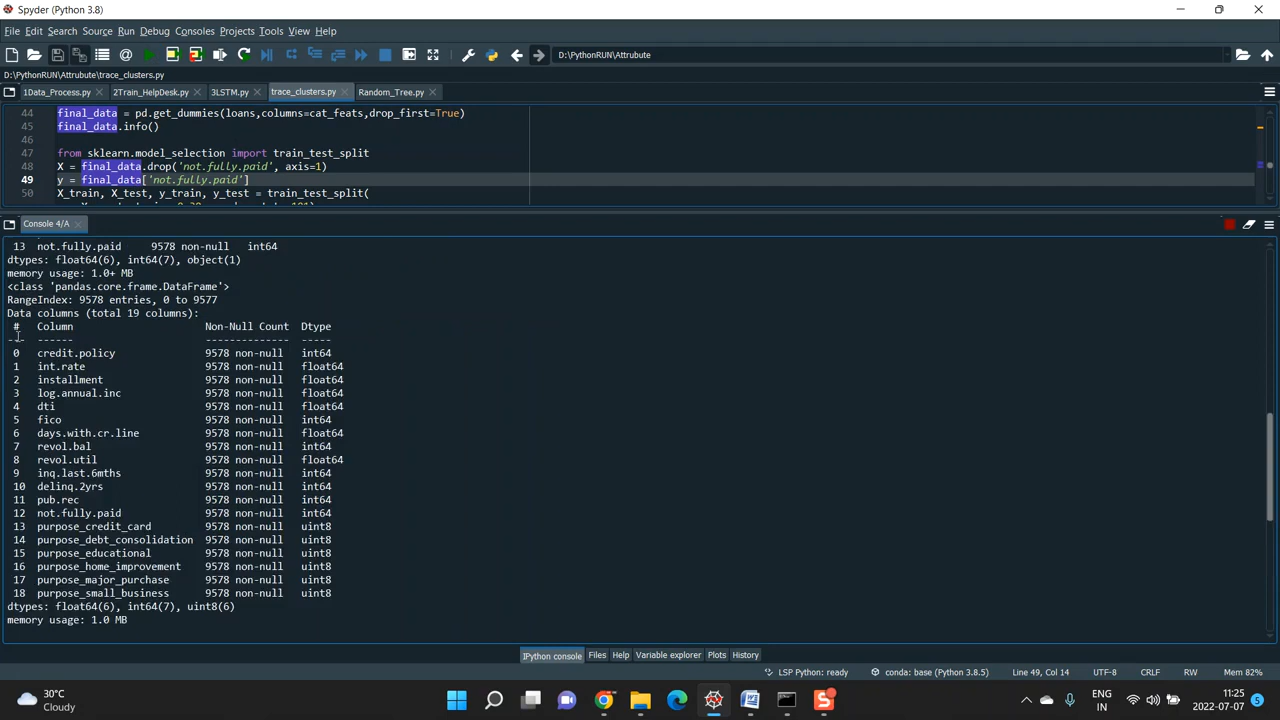 Spyder (Python 3.8)
File Edit Search Source Run Debug Consoles Projects Tools View Help
D:\PythonRUN\Attrubute
D:\PythonRUN\Attrubute\trace_clusters.py
1Data_Process.py 2Train_HelpDesk.py 3LSTM.py trace_clusters.py Random_Tree.py
44 final_data = pd.get_dummies(loans,columns=cat_feats,drop_first=True)
45 final_data.info()
46
47 from sklearn.model_selection import train_test_split
48 X = final_data.drop('not.fully.paid', axis=1)
49 y = final_data['not.fully.paid']
50 X_train, X_test, y_train, y_test = train_test_split(
Console 4/A
13 not.fully.paid 9578 non-null int64
dtypes: float64(6), int64(7), object(1)
memory usage: 1.0+ MB
<class 'pandas.core.frame.DataFrame'>
RangeIndex: 9578 entries, 0 to 9577
Data columns (total 19 columns):
# Column Non-Null Count Dtype
--- ------ -------------- -----
0 credit.policy 9578 non-null int64
1 int.rate 9578 non-null float64
2 installment 9578 non-null float64
3 log.annual.inc 9578 non-null float64
4 dti 9578 non-null float64
5 fico 9578 non-null int64
6 days.with.cr.line 9578 non-null float64
7 revol.bal 9578 non-null int64
8 revol.util 9578 non-null float64
9 inq.last.6mths 9578 non-null int64
10 delinq.2yrs 9578 non-null int64
11 pub.rec 9578 non-null int64
12 not.fully.paid 9578 non-null int64
13 purpose_credit_card 9578 non-null uint8
14 purpose_debt_consolidation 9578 non-null uint8
15 purpose_educational 9578 non-null uint8
16 purpose_home_improvement 9578 non-null uint8
17 purpose_major_purchase 9578 non-null uint8
18 purpose_small_business 9578 non-null uint8
dtypes: float64(6), int64(7), uint8(6)
memory usage: 1.0 MB
IPython console Files Help Variable explorer Plots History
LSP Python: ready conda: base (Python 3.8.5) Line 49, Col 14 UTF-8 CRLF RW Mem 82%
30°C
Cloudy
ENG
IN
11:25
2022-07-07
5